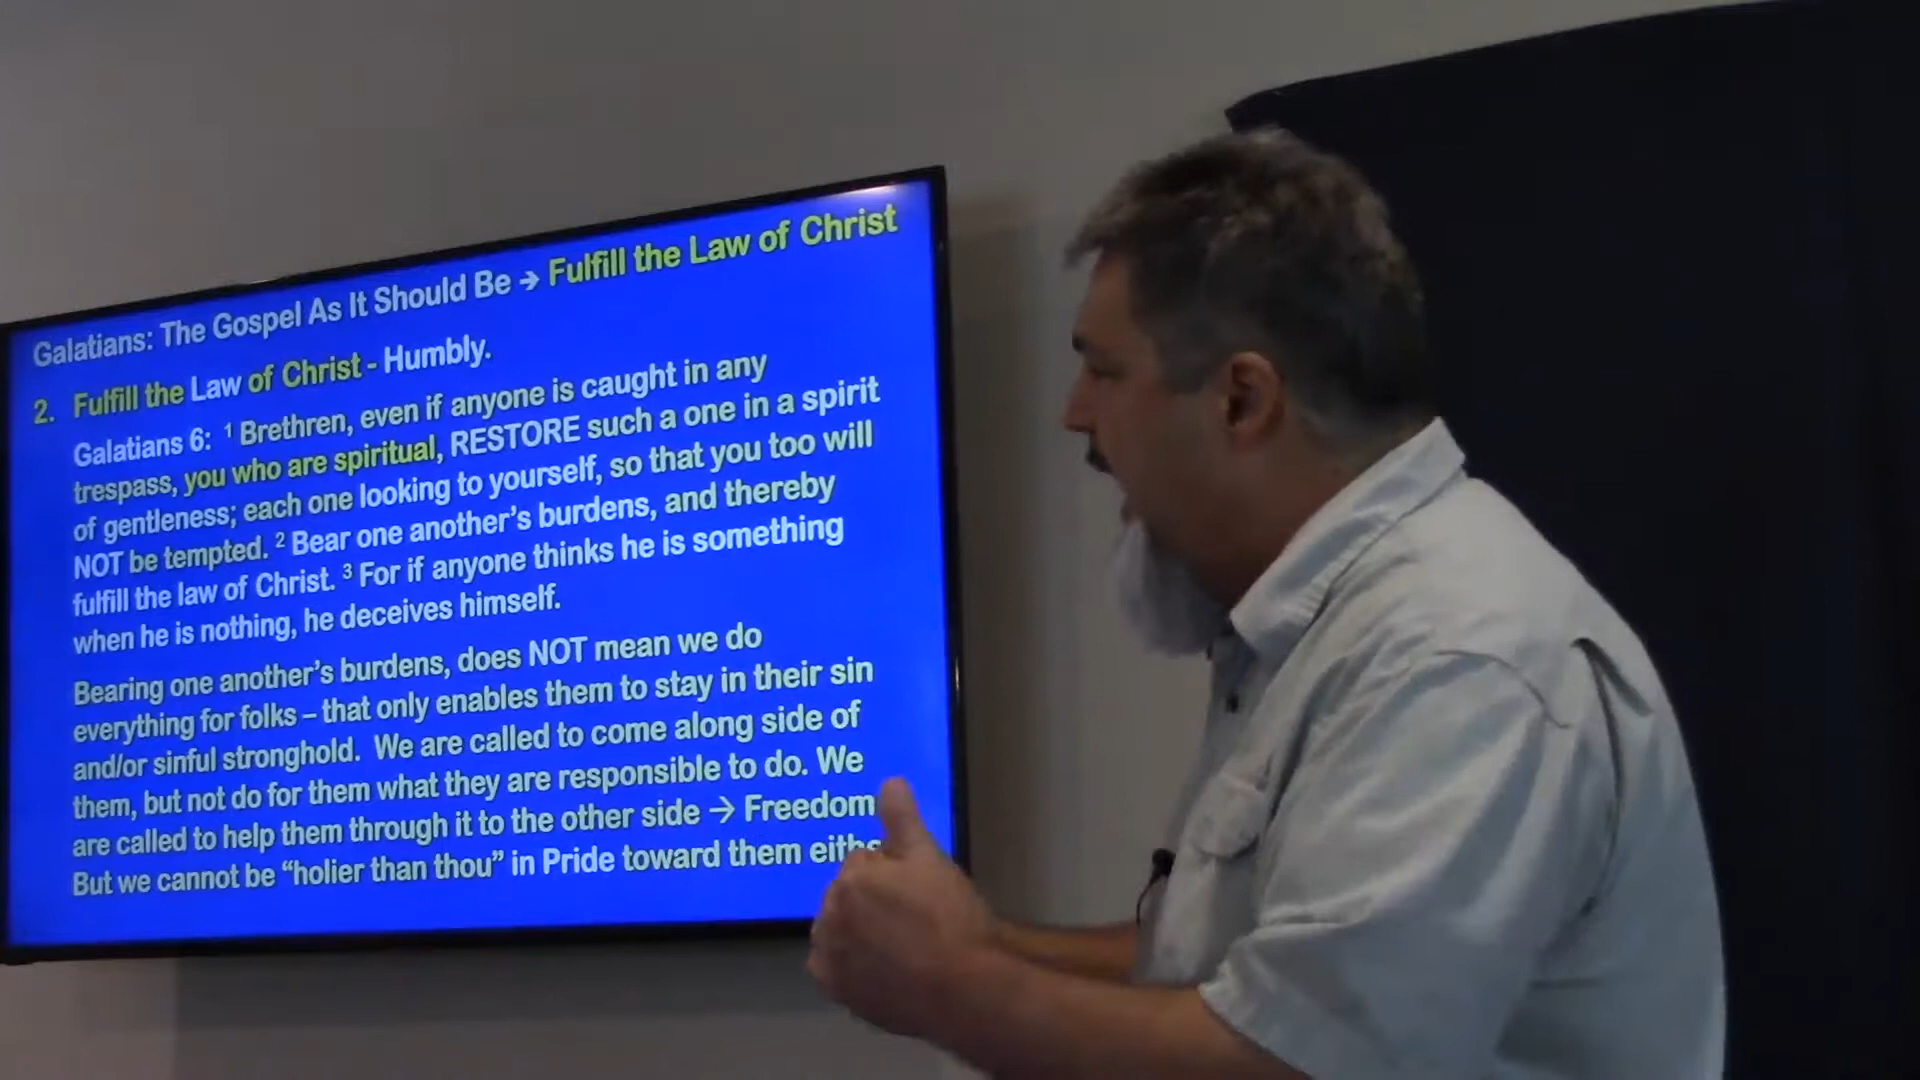 Galatians: The Gospel As It Should Be → Fulfill the Law of Christ
2. Fulfill the Law of Christ - Humbly.
Galatians 6: 1 Brethren, even if anyone is caught in any
trespass, you who are spiritual, RESTORE such a one in a spirit
of gentleness; each one looking to yourself, so that you too will
NOT be tempted. 2 Bear one another’s burdens, and thereby
fulfill the law of Christ. 3 For if anyone thinks he is something
when he is nothing, he deceives himself.
Bearing one another’s burdens, does NOT mean we do
everything for folks – that only enables them to stay in their sin
and/or sinful stronghold. We are called to come along side of
them, but not do for them what they are responsible to do. We
are called to help them through it to the other side → Freedom
But we cannot be “holier than thou” in Pride toward them